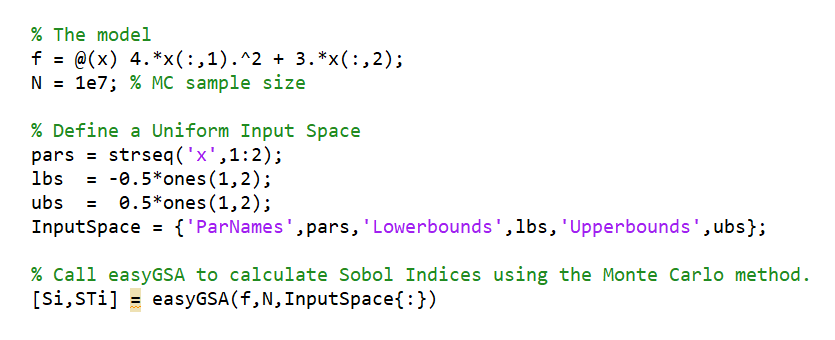 % The model
f = @(x) 4.*x(:,1).^2 + 3.*x(:,2);
N = 1e7; % MC sample size
% Define a Uniform Input Space
pars = strseq('x',1:2);
lbs  = -0.5*ones(1,2);
ubs  =  0.5*ones(1,2);
InputSpace = {'ParNames',pars,'Lowerbounds',lbs,'Upperbounds',ubs};
% Call easyGSA to calculate Sobol Indices using the Monte Carlo method.
[Si,STi] = easyGSA(f,N,InputSpace{:})